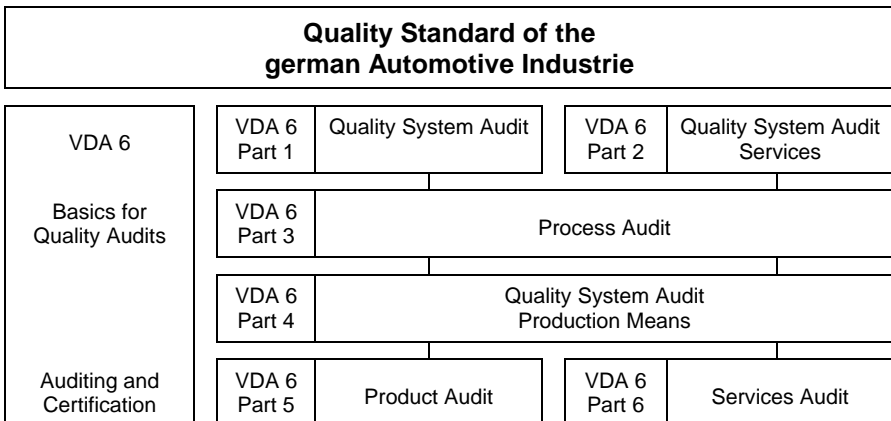 Quality Standard of the
german Automotive Industrie
VDA 6
Basics for
Quality Audits
Auditing and
Certification
VDA 6
Part 1
Quality System Audit
VDA 6
Part 2
Quality System Audit
Services
VDA 6
Part 3
Process Audit
VDA 6
Part 4
Quality System Audit
Production Means
VDA 6
Part 5
Product Audit
VDA 6
Part 6
Services Audit